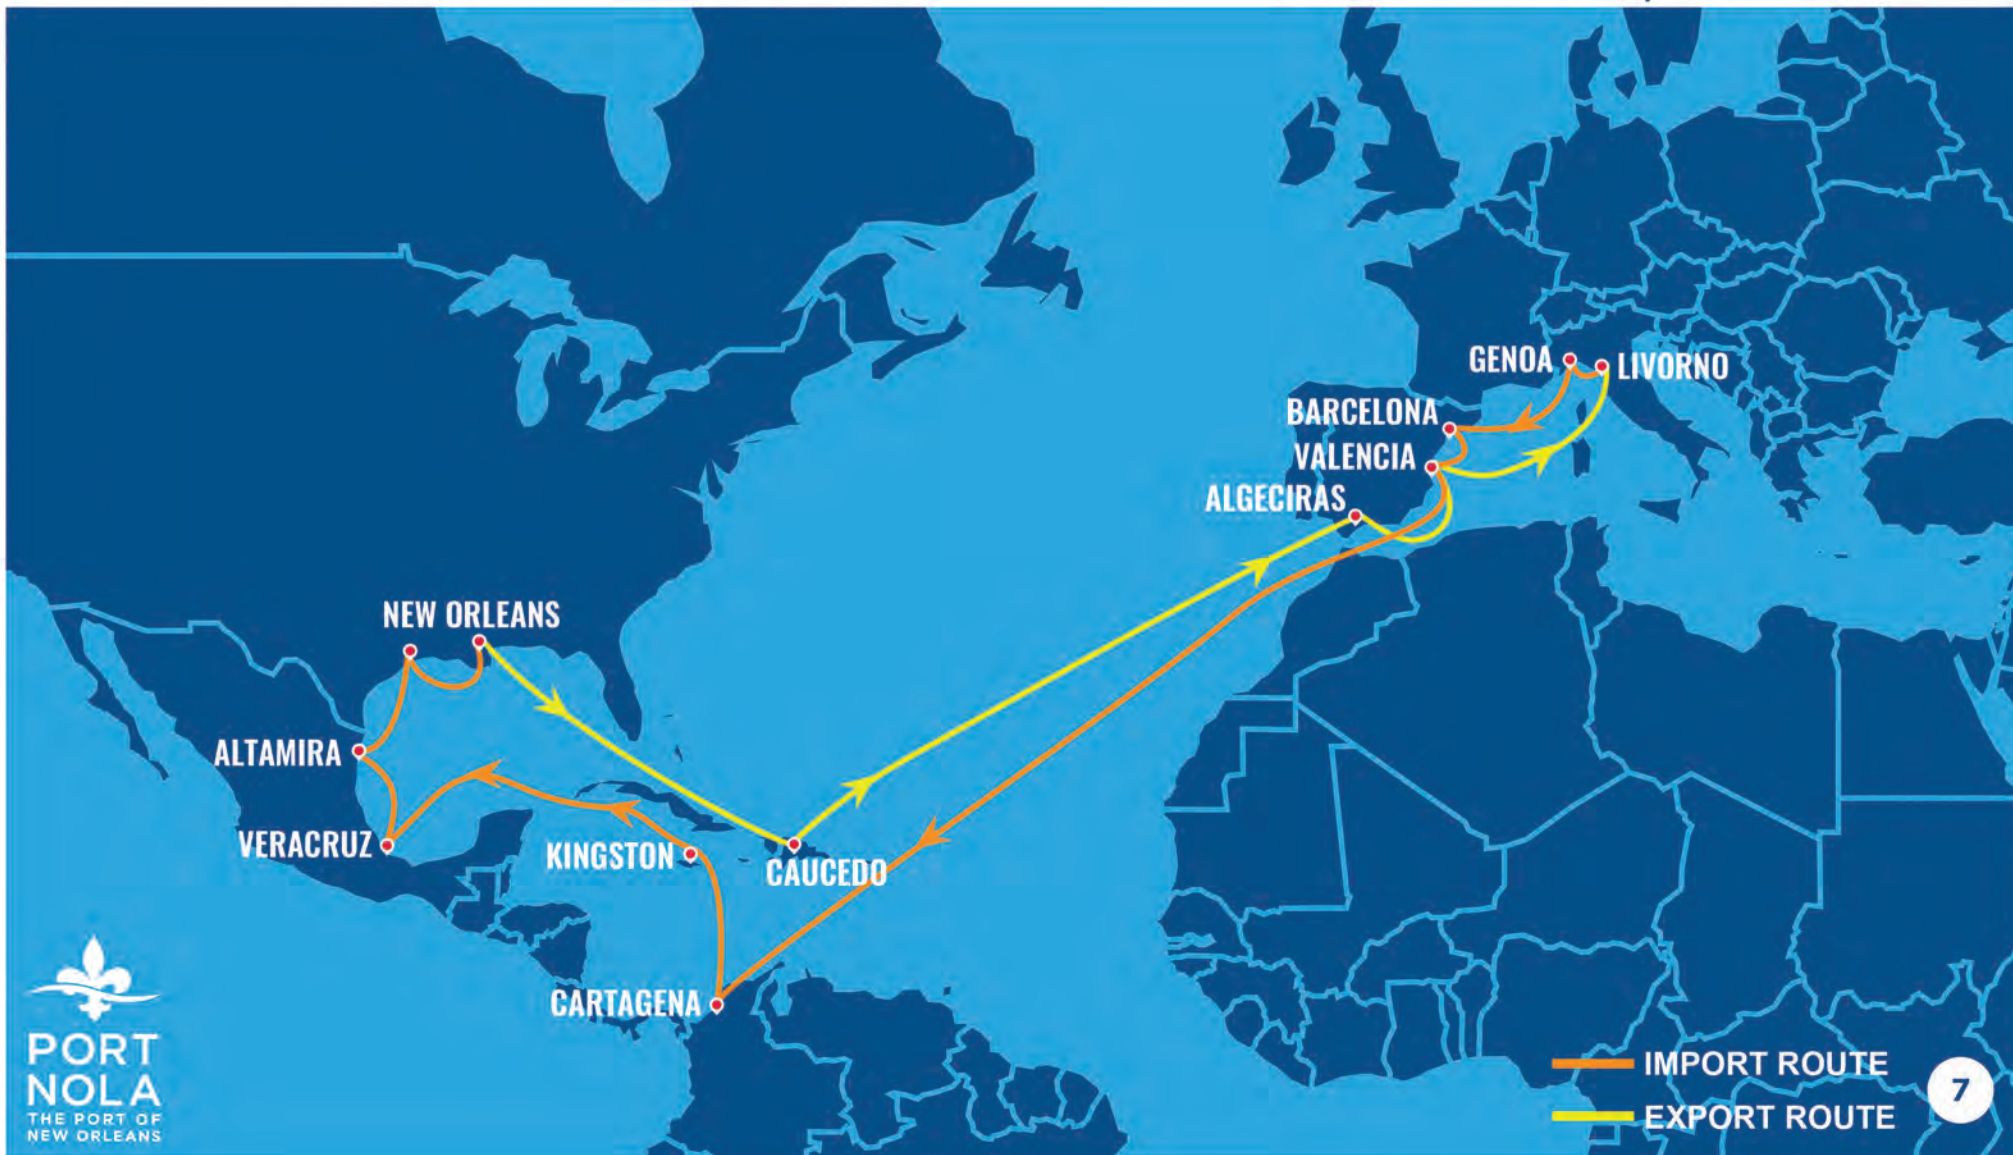 GENOA
LIVORNO
BARCELONA
VALENCIA
ALGECIRAS
NEW ORLEANS
ALTAMIRA
VERACRUZ
KINGSTON
CAUCEDO
CARTAGENA
PORT
NOLA
THE PORT OF
NEW ORLEANS
IMPORT ROUTE
EXPORT ROUTE
7